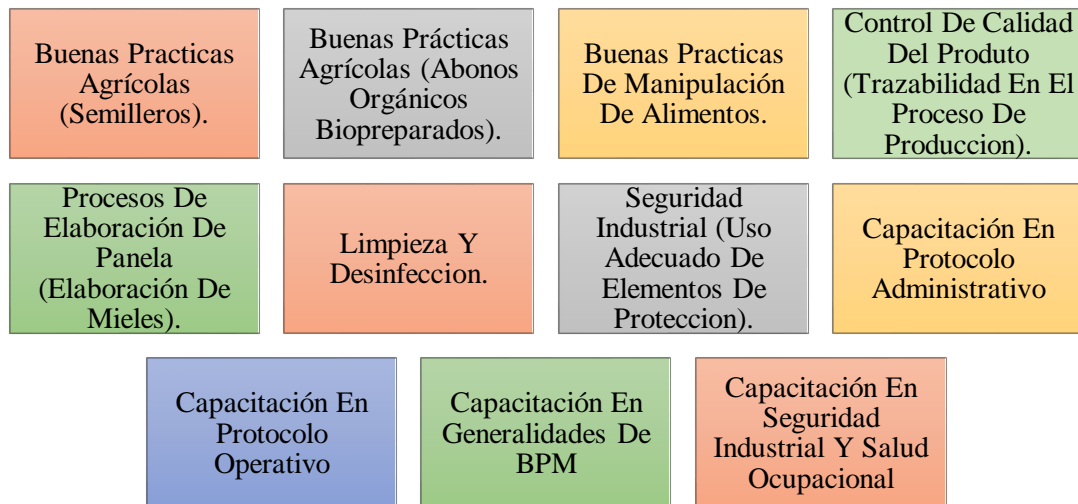 Buenas Practicas
Agrícolas
(Semilleros).
Buenas Prácticas
Agrícolas (Abonos
Orgánicos
Biopreparados).
Buenas Practicas
De Manipulación
De Alimentos.
Control De Calidad
Del Produto
(Trazabilidad En El
Proceso De
Produccion).
Procesos De
Elaboración De
Panela
(Elaboración De
Mieles).
Limpieza Y
Desinfeccion.
Seguridad
Industrial (Uso
Adecuado De
Elementos De
Proteccion).
Capacitación En
Protocolo
Administrativo
Capacitación En
Protocolo
Operativo
Capacitación En
Generalidades De
BPM
Capacitación En
Seguridad
Industrial Y Salud
Ocupacional